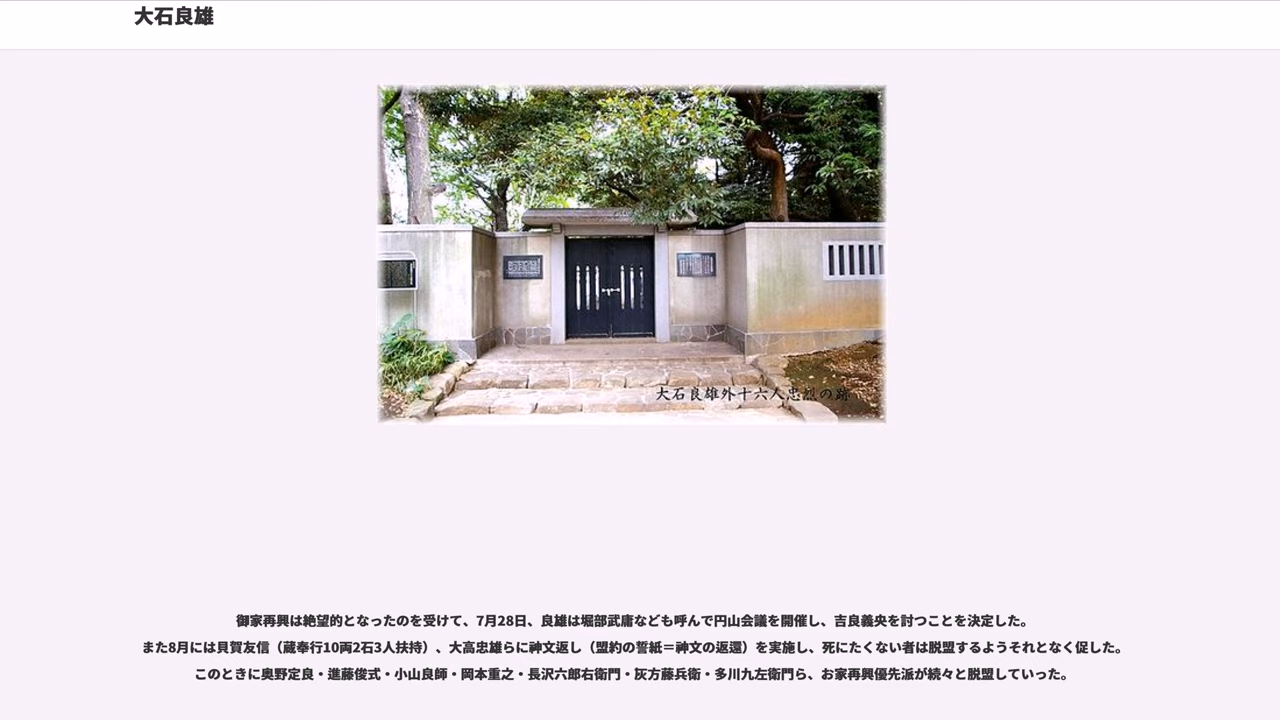 大石良雄
大石良雄外十六人忠烈の跡
御家再興は絶望的となったのを受けて、7月28日、良雄は堀部武庸なども呼んで円山会議を開催し、吉良義央を討つことを決定した。
また8月には貝賀友信（蔵奉行10両2石3人扶持）、大高忠雄らに神文返し（盟約の誓紙＝神文の返還）を実施し、死にたくない者は脱盟するようそれとなく促した。
このときに奥野定良・進藤俊式・小山良師・岡本重之・長沢六郎右衛門・灰方藤兵衛・多川九左衛門ら、お家再興優先派が続々と脱盟していった。